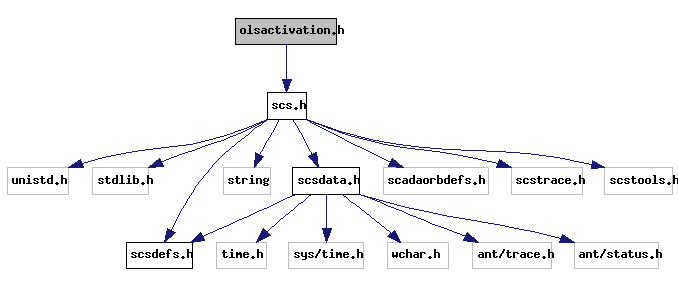 olsactivation.h
scs.h
unistd.h
stdlib.h
string
scsdata.h
scadaorbdefs.h
scstrace.h
scstools.h
scsdefs.h
time.h
sys/time.h
wchar.h
ant/trace.h
ant/status.h